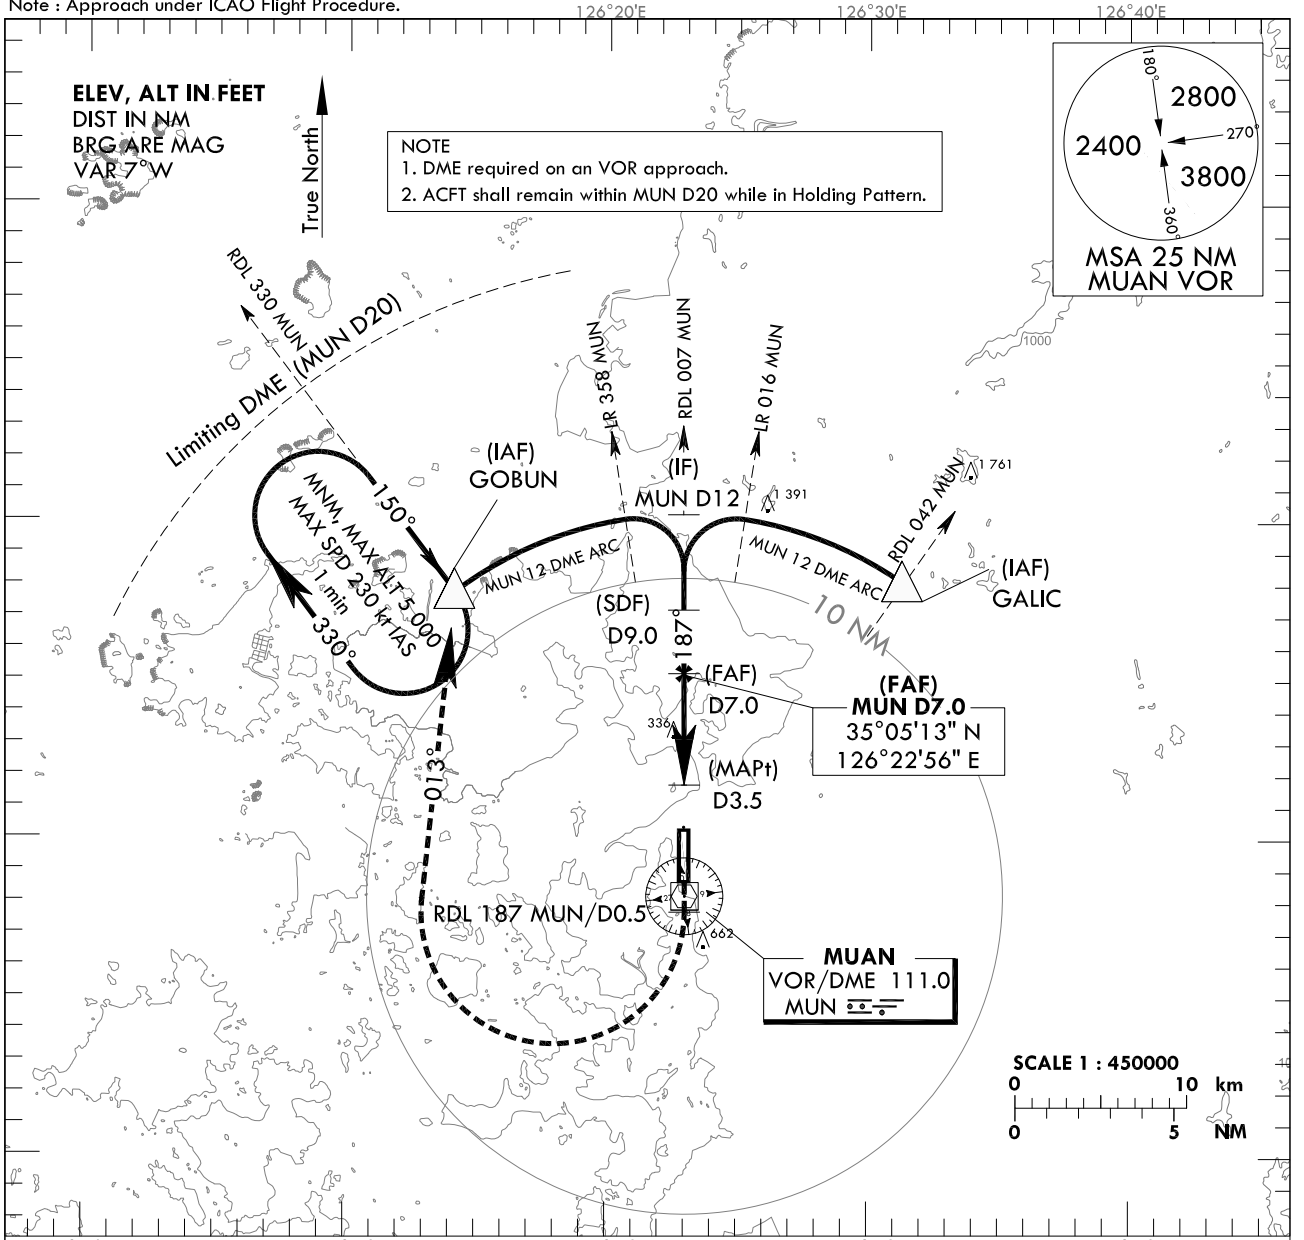 Note : Approach under ICAO Flight Procedure.
126°20'E
126°30'E
126°40'E
ELEV, ALT IN FEET
DIST IN NM
BRG ARE MAG
VAR 7°W
True North
NOTE
1. DME required on an VOR approach.
2. ACFT shall remain within MUN D20 while in Holding Pattern.
180°
2800
270°
2400
3800
360°
MSA 25 NM
MUAN VOR
RDL 330 MUN
Limiting DME (MUN D20)
LR 358 MUN
RDL 007 MUN
LR 016 MUN
1000
(IAF)
GOBUN
(IF)
MUN D12
1 391
RDL 042 MUN
1 761
150°
MNM, MAX ALT 5 000
MAX SPD 230 kt IAS
1 min
330°
MUN 12 DME ARC
MUN 12 DME ARC
(IAF)
GALIC
(SDF)
D9.0
187°
10 NM
(FAF)
D7.0
(FAF)
MUN D7.0
35°05'13" N
126°22'56" E
336
(MAPt)
D3.5
013°
RDL 187 MUN/D0.5
27
9
662
MUAN
VOR/DME 111.0
MUN
SCALE 1 : 450000
0 10 km
0 5 NM